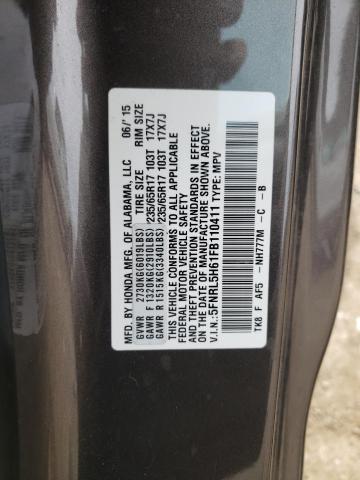 MFD. BY HONDA MFG. OF ALABAMA, LLC 06/'15
GVWR 2730KG(6019LBS) TIRE SIZE RIM SIZE
GAWR F 1320KG(2910LBS) 235/65R17 103T 17X7J
GAWR R 1515KG(3340LBS) 235/65R17 103T 17X7J
THIS VEHICLE CONFORMS TO ALL APPLICABLE
FEDERAL MOTOR VEHICLE SAFETY
AND THEFT PREVENTION STANDARDS IN EFFECT
ON THE DATE OF MANUFACTURE SHOWN ABOVE.
V.I.N.:5FNRL5H61FB110411 TYPE: MPV
TK8 F AF5 -NH777M -C -B